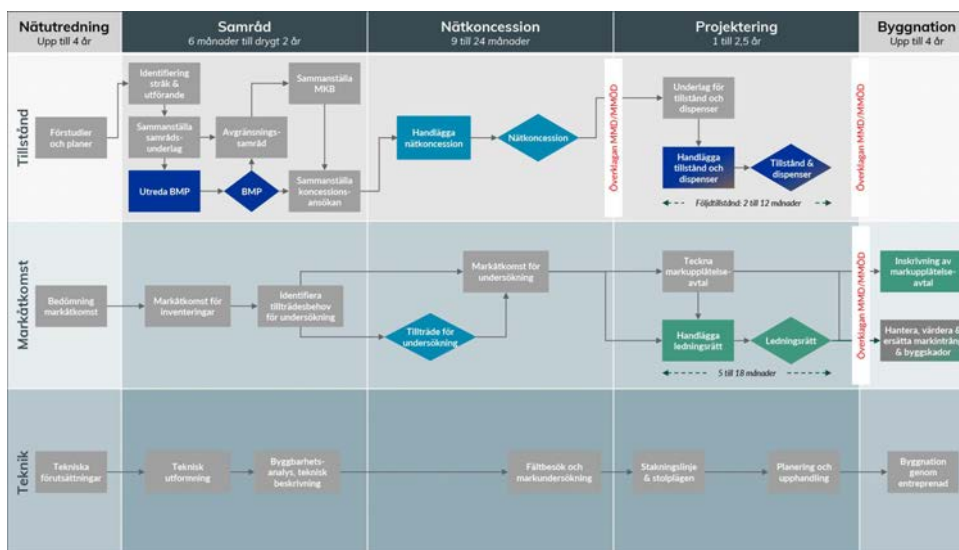 Nätutredning
Upp till 4 år
Samråd
6 månader till drygt 2 år
Nätkoncession
9 till 24 månader
Projektering
1 till 2,5 år
Byggnation
Upp till 4 år
Tillstånd
Förstudier
och planer
Identifiering
stråk &
utförande
Sammanställa
samråds-
underlag
Utreda BMP
Avgränsnings-
samråd
BMP
Sammanställa
MKB
Sammanställa
koncessions-
ansökan
Handlägga
nätkoncession
Nätkoncession
Överklagan MMD/MMÖD
Underlag för
tillstånd och
dispenser
Handlägga
tillstånd och
dispenser
Tillstånd &
dispenser
Följdtillstånd: 2 till 12 månader
Överklagan MMD/MMÖD
Markåtkomst
Bedömning
markåtkomst
Markåtkomst för
inventeringar
Identifiera
tillträdesbehov
för undersökning
Tillträde för
undersökning
Markåtkomst för
undersökning
Teckna
markupplåtelse-
avtal
Handlägga
ledningsrätt
Ledningsrätt
5 till 18 månader
Överklagan MMD/MMÖD
Inskrivning av
markupplåtelse-
avtal
Hantera, värdera &
ersätta markintrång
& byggskador
Teknik
Tekniska
förutsättningar
Teknisk
utformning
Byggbarhets-
analys, teknisk
beskrivning
Fältbesök och
markundersökning
Stakningslinje
& stolplägen
Planering och
upphandling
Byggnation
genom
entreprenad